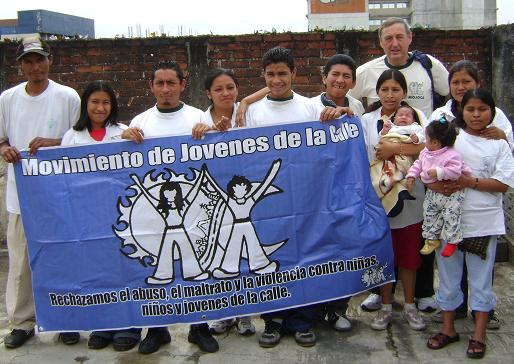 Movimiento de Jovenes de la Calle
Rechazamos el abuso, el maltrato y la violencia contra niñas,
niños y jovenes de la calle.
MOJOCA